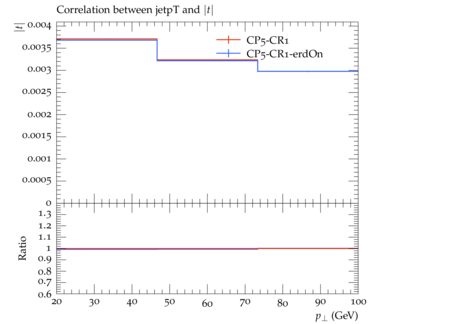 Correlation between jetpT and |t|
|t|
0.004
0.0035
0.003
0.0025
0.002
0.0015
0.001
0.0005
0
CP5-CR1
CP5-CR1-erdOn
Ratio
1.3
1.2
1.1
1
0.9
0.8
0.7
0.6
20 30 40 50 60 70 80 90 100
p⊥ (GeV)